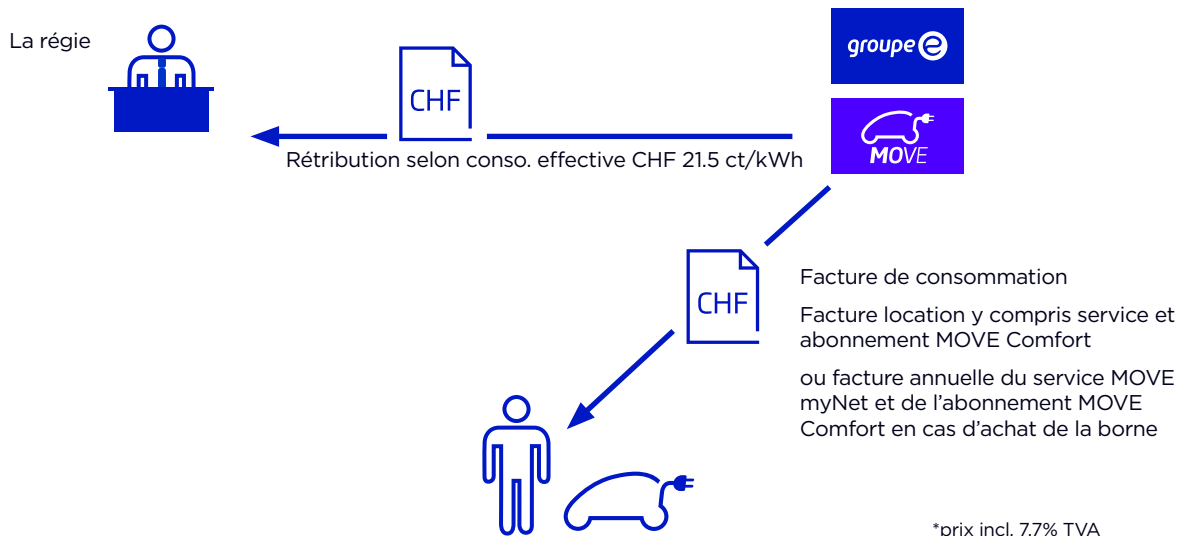 La régie
CHF
groupe e
MOVE
Rétribution selon conso. effective CHF 21.5 ct/kWh
CHF
Facture de consommation
Facture location y compris service et
abonnement MOVE Comfort
ou facture annuelle du service MOVE
myNet et de l'abonnement MOVE
Comfort en cas d'achat de la borne
*prix incl. 7.7% TVA